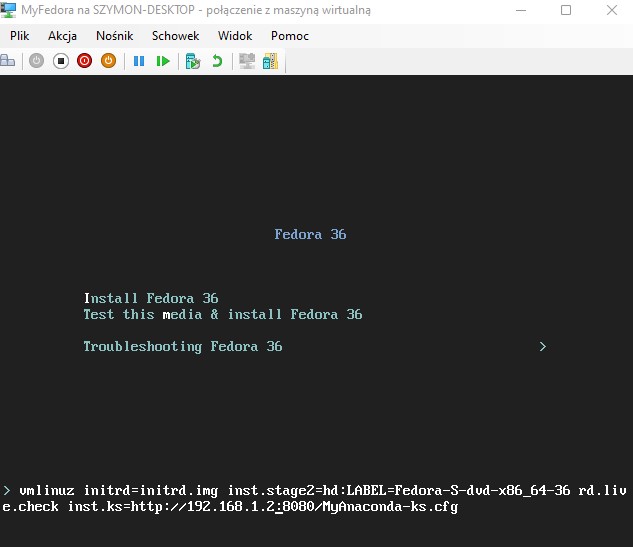 MyFedora na SZYMON-DESKTOP - połączenie z maszyną wirtualną
Plik Akcja Nośnik Schowek Widok Pomoc
Fedora 36
Install Fedora 36
Test this media & install Fedora 36
Troubleshooting Fedora 36 >
> vmlinuz initrd=initrd.img inst.stage2=hd:LABEL=Fedora-S-dvd-x86_64-36 rd.liv
e.check inst.ks=http://192.168.1.2:8080/MyAnaconda-ks.cfg